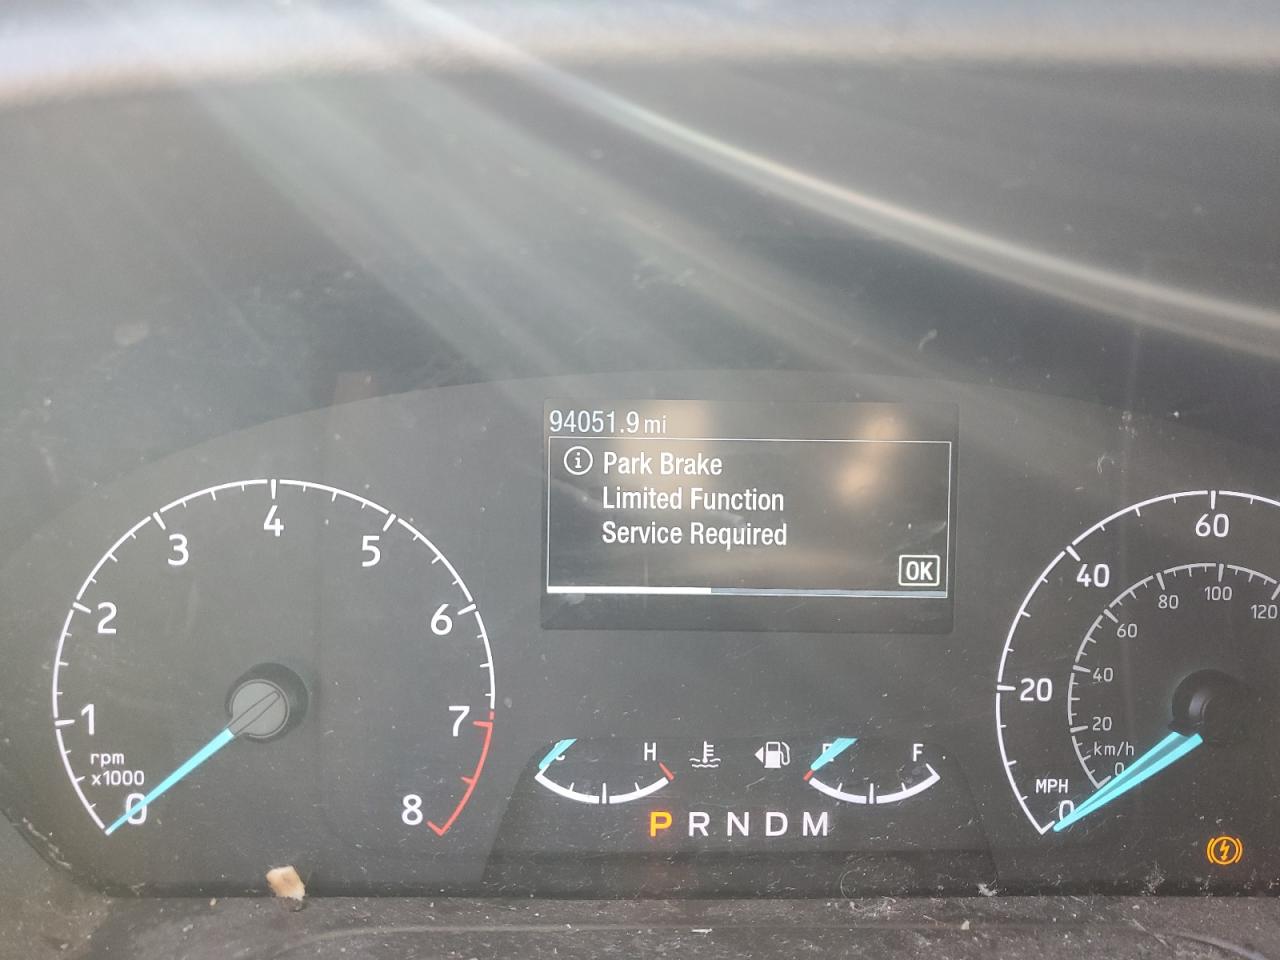 94051.9 mi
Park Brake
Limited Function
Service Required
OK
0
1
2
3
4
5
6
7
8
rpm
x1000
H
F
P R N D M
0
20
40
60
MPH
0
20
40
60
80
100
120
km/h